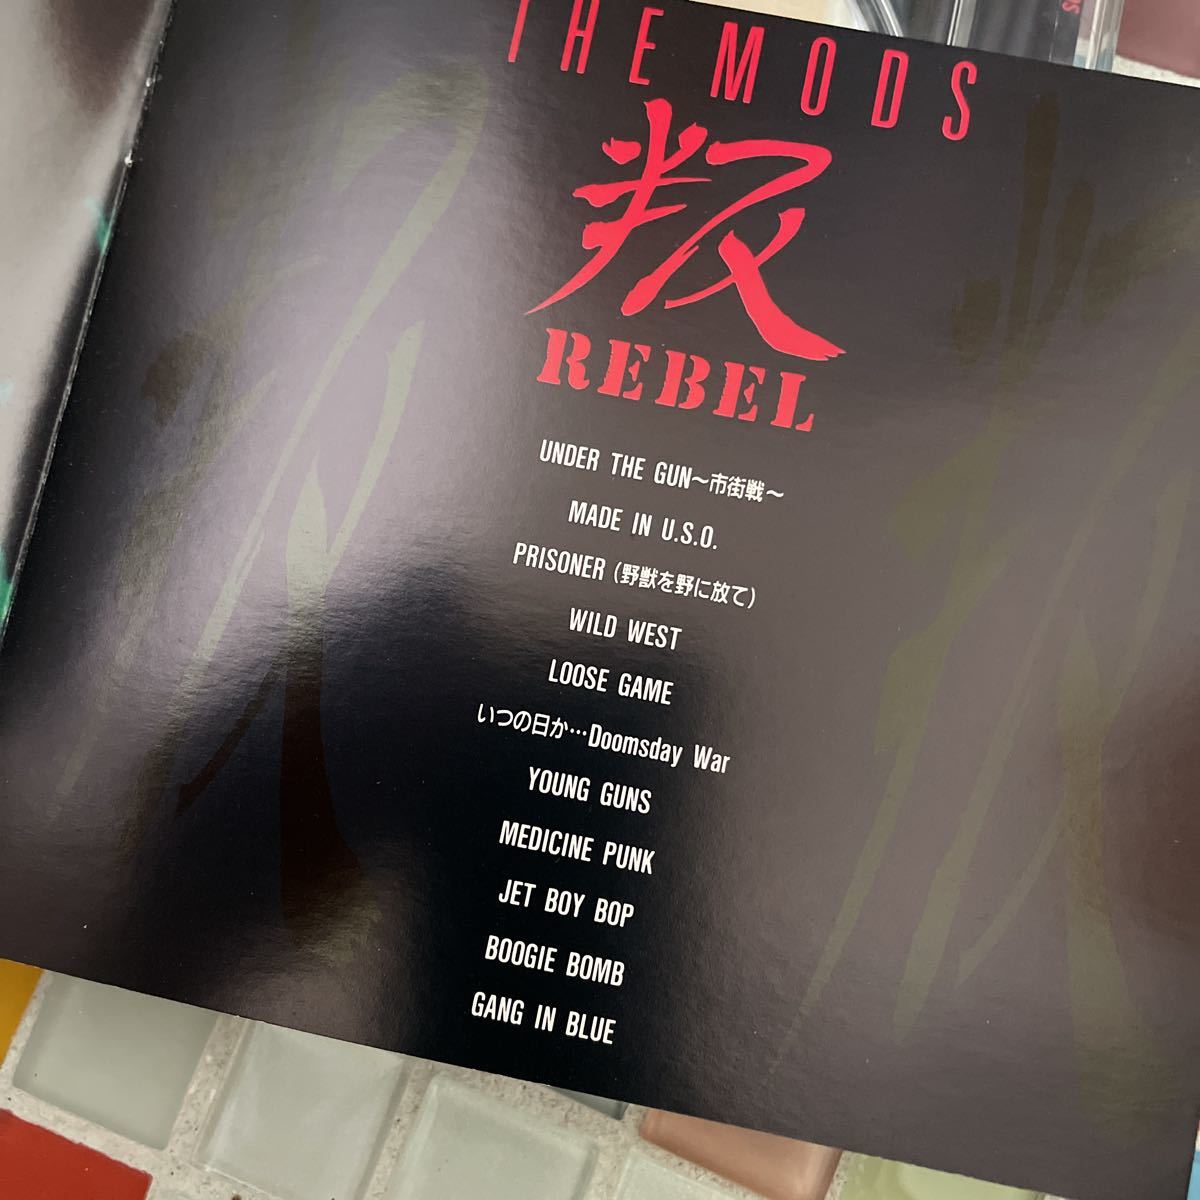 THE MODS
叛
REBEL
UNDER THE GUN〜市街戦〜
MADE IN U.S.O.
PRISONER (野獣を野に放て)
WILD WEST
LOOSE GAME
いつの日か…Doomsday War
YOUNG GUNS
MEDICINE PUNK
JET BOY BOP
BOOGIE BOMB
GANG IN BLUE